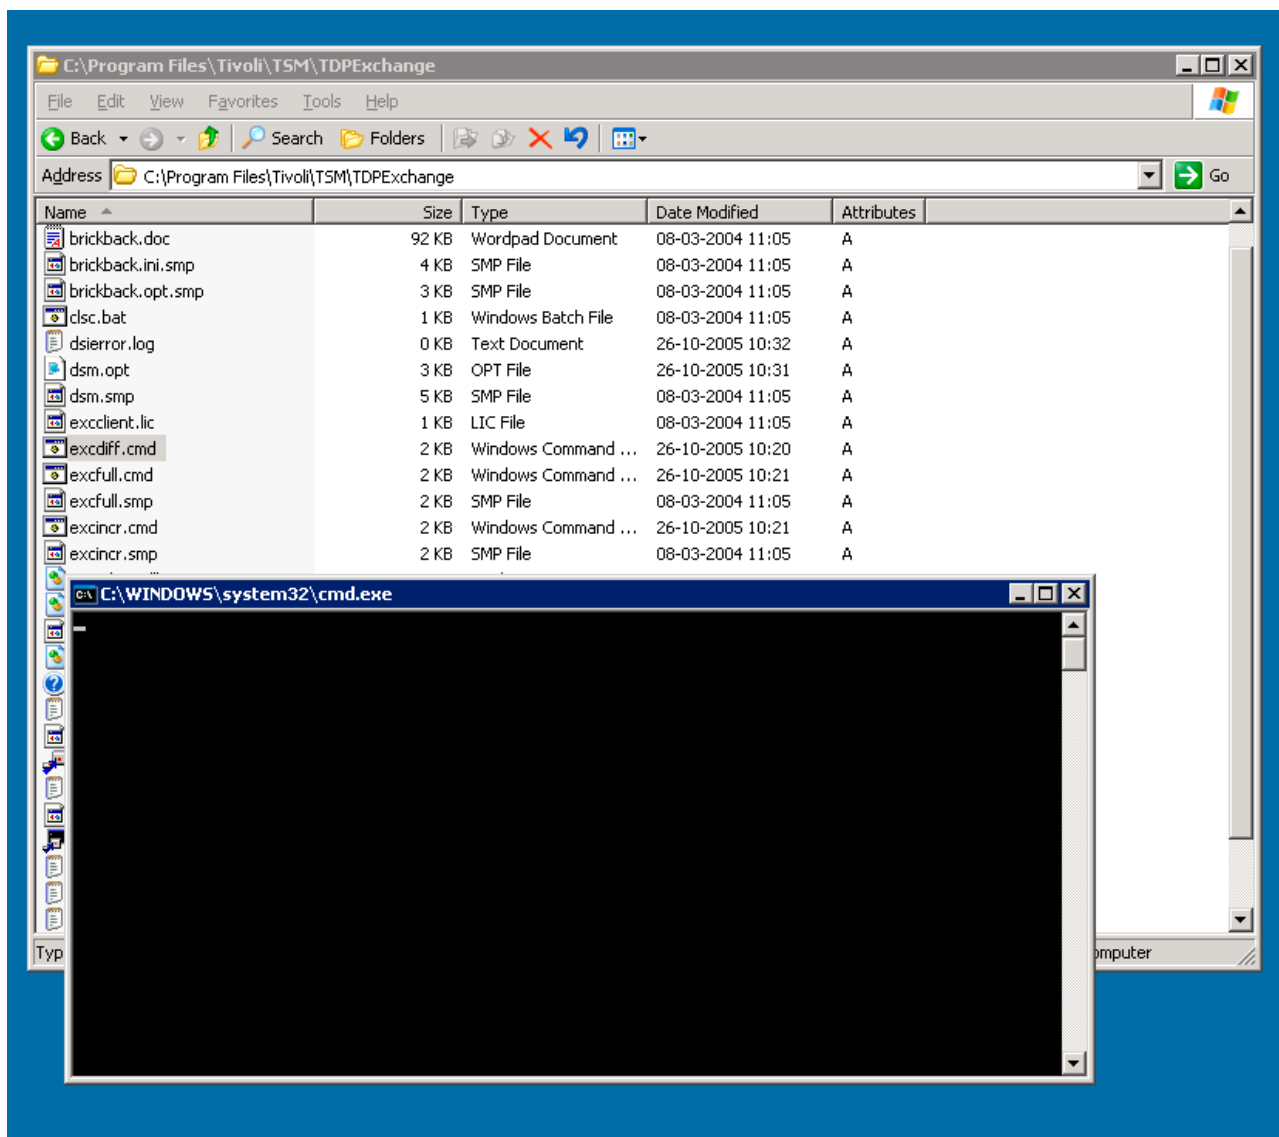 C:\Program Files\Tivoli\TSM\TDPExchange
File Edit View Favorites Tools Help
Back Search Folders
Address C:\Program Files\Tivoli\TSM\TDPExchange Go
Name Size Type Date Modified Attributes
brickback.doc 92 KB Wordpad Document 08-03-2004 11:05 A
brickback.ini.smp 4 KB SMP File 08-03-2004 11:05 A
brickback.opt.smp 3 KB SMP File 08-03-2004 11:05 A
clsc.bat 1 KB Windows Batch File 08-03-2004 11:05 A
dsierror.log 0 KB Text Document 26-10-2005 10:32 A
dsm.opt 3 KB OPT File 26-10-2005 10:31 A
dsm.smp 5 KB SMP File 08-03-2004 11:05 A
excclient.lic 1 KB LIC File 08-03-2004 11:05 A
excdiff.cmd 2 KB Windows Command ... 26-10-2005 10:20 A
excfull.cmd 2 KB Windows Command ... 26-10-2005 10:21 A
excfull.smp 2 KB SMP File 08-03-2004 11:05 A
excincr.cmd 2 KB Windows Command ... 26-10-2005 10:21 A
excincr.smp 2 KB SMP File 08-03-2004 11:05 A
C:\WINDOWS\system32\cmd.exe
Typ omputer